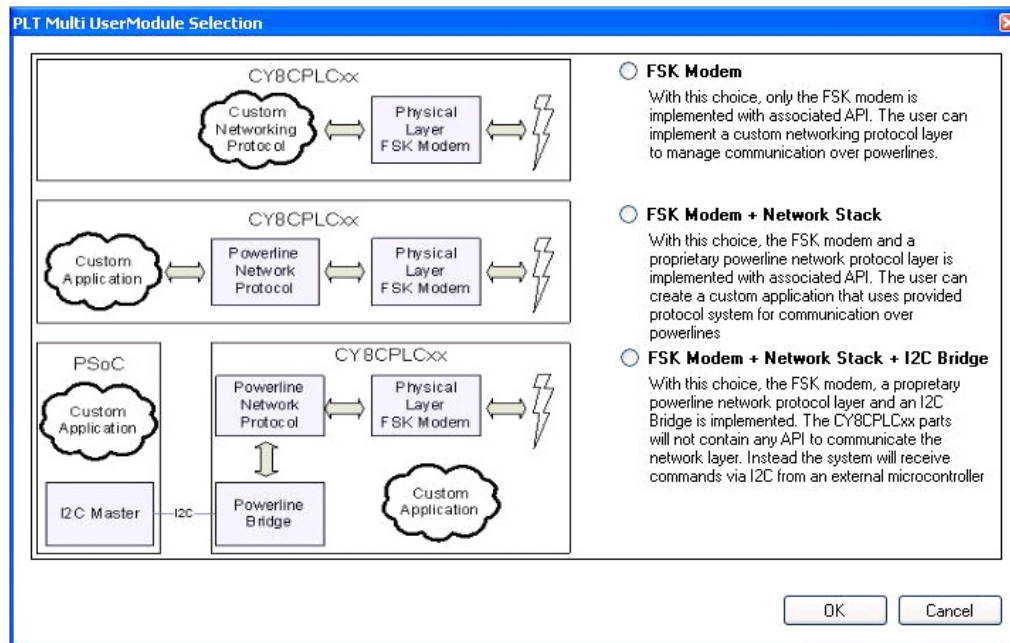 PLT Multi UserModule Selection
CY8CPLCxx
Custom
Networking
Protocol
Physical
Layer
FSK Modem
FSK Modem
With this choice, only the FSK modem is
implemented with associated API. The user can
implement a custom networking protocol layer
to manage communication over powerlines.
CY8CPLCxx
Custom
Application
Powerline
Network
Protocol
Physical
Layer
FSK Modem
FSK Modem + Network Stack
With this choice, the FSK modem and a
proprietary powerline network protocol layer is
implemented with associated API. The user can
create a custom application that uses provided
protocol system for communication over
powerlines
PSoC
Custom
Application
I2C Master
I2C
CY8CPLCxx
Powerline
Network
Protocol
Physical
Layer
FSK Modem
Powerline
Bridge
Custom
Application
FSK Modem + Network Stack + I2C Bridge
With this choice, the FSK modem, a propretary
powerline network protocol layer and an I2C
Bridge is implemented. The CY8CPLCxx parts
will not contain any API to communicate the
network layer. Instead the system will receive
commands via I2C from an external microcontroller
OK
Cancel